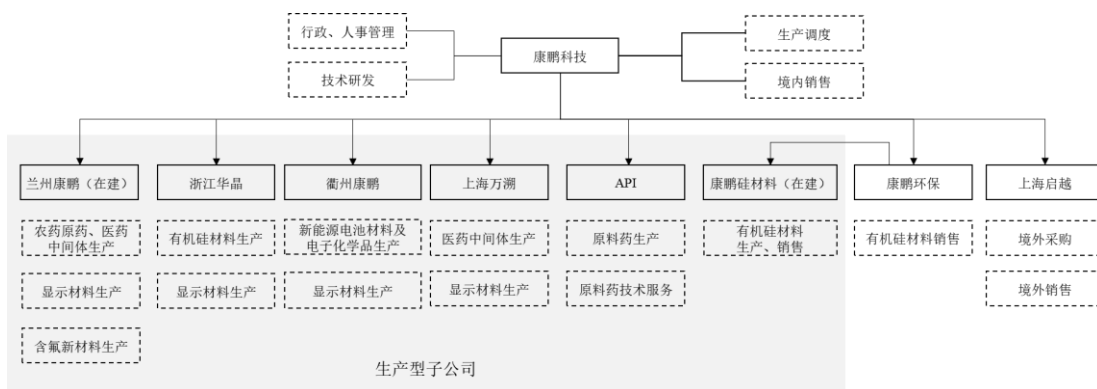 行政、人事管理
技术研发
康鹏科技
生产调度
境内销售
兰州康鹏（在建）
浙江华晶
衢州康鹏
上海万溯
API
康鹏硅材料（在建）
康鹏环保
上海启越
农药原药、医药
中间体生产
有机硅材料生产
新能源电池材料及
电子化学品生产
医药中间体生产
原料药生产
有机硅材料
生产、销售
有机硅材料销售
境外采购
显示材料生产
显示材料生产
显示材料生产
显示材料生产
原料药技术服务
境外销售
含氟新材料生产
生产型子公司